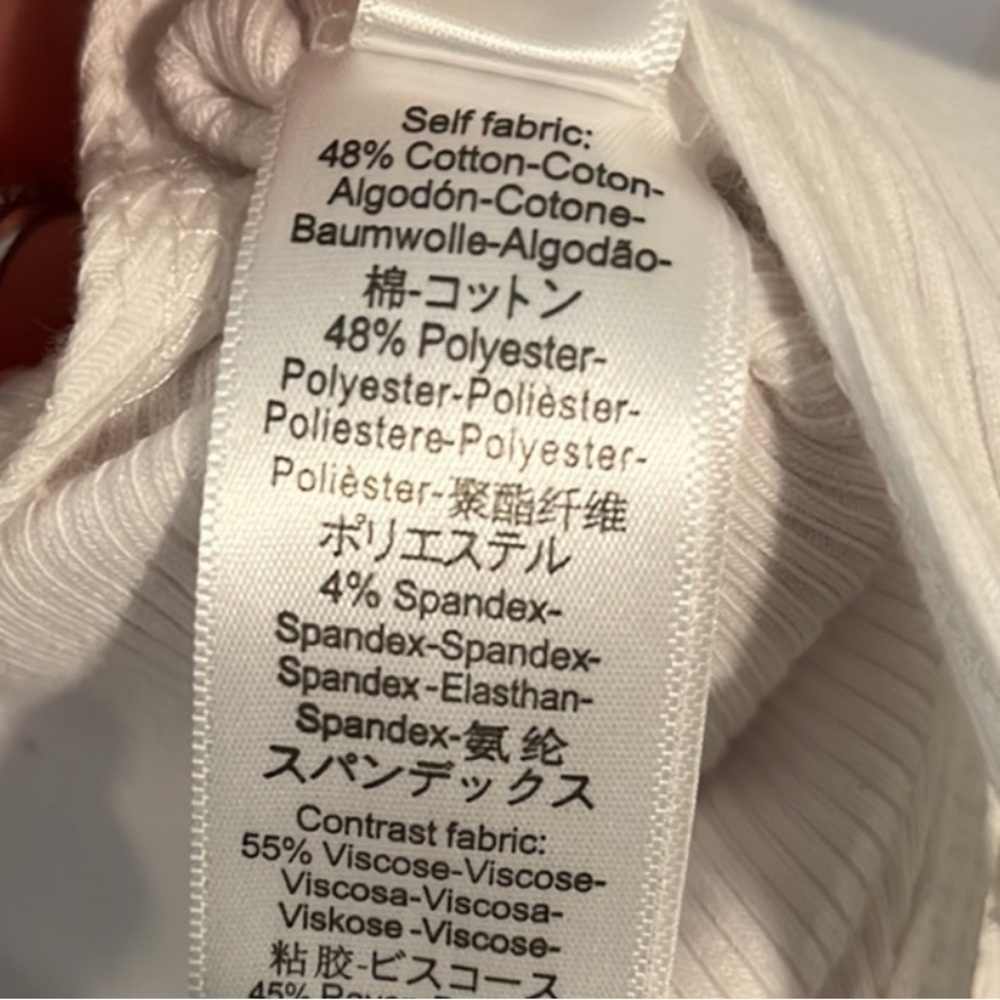 Self fabric:
48% Cotton-Coton-
Algodón-Cotone-
Baumwolle-Algodão-
棉-コットン
48% Polyester-
Polyester-Polièster-
Poliestere-Polyester-
Polièster-聚酯纤维
ポリエステル
4% Spandex-
Spandex-Spandex-
Spandex-Elasthan-
Spandex-氨纶
スパンデックス
Contrast fabric:
55% Viscose-Viscose-
Viscosa-Viscosa-
Viskose-Viscose-
粘胶-ビスコース
45%